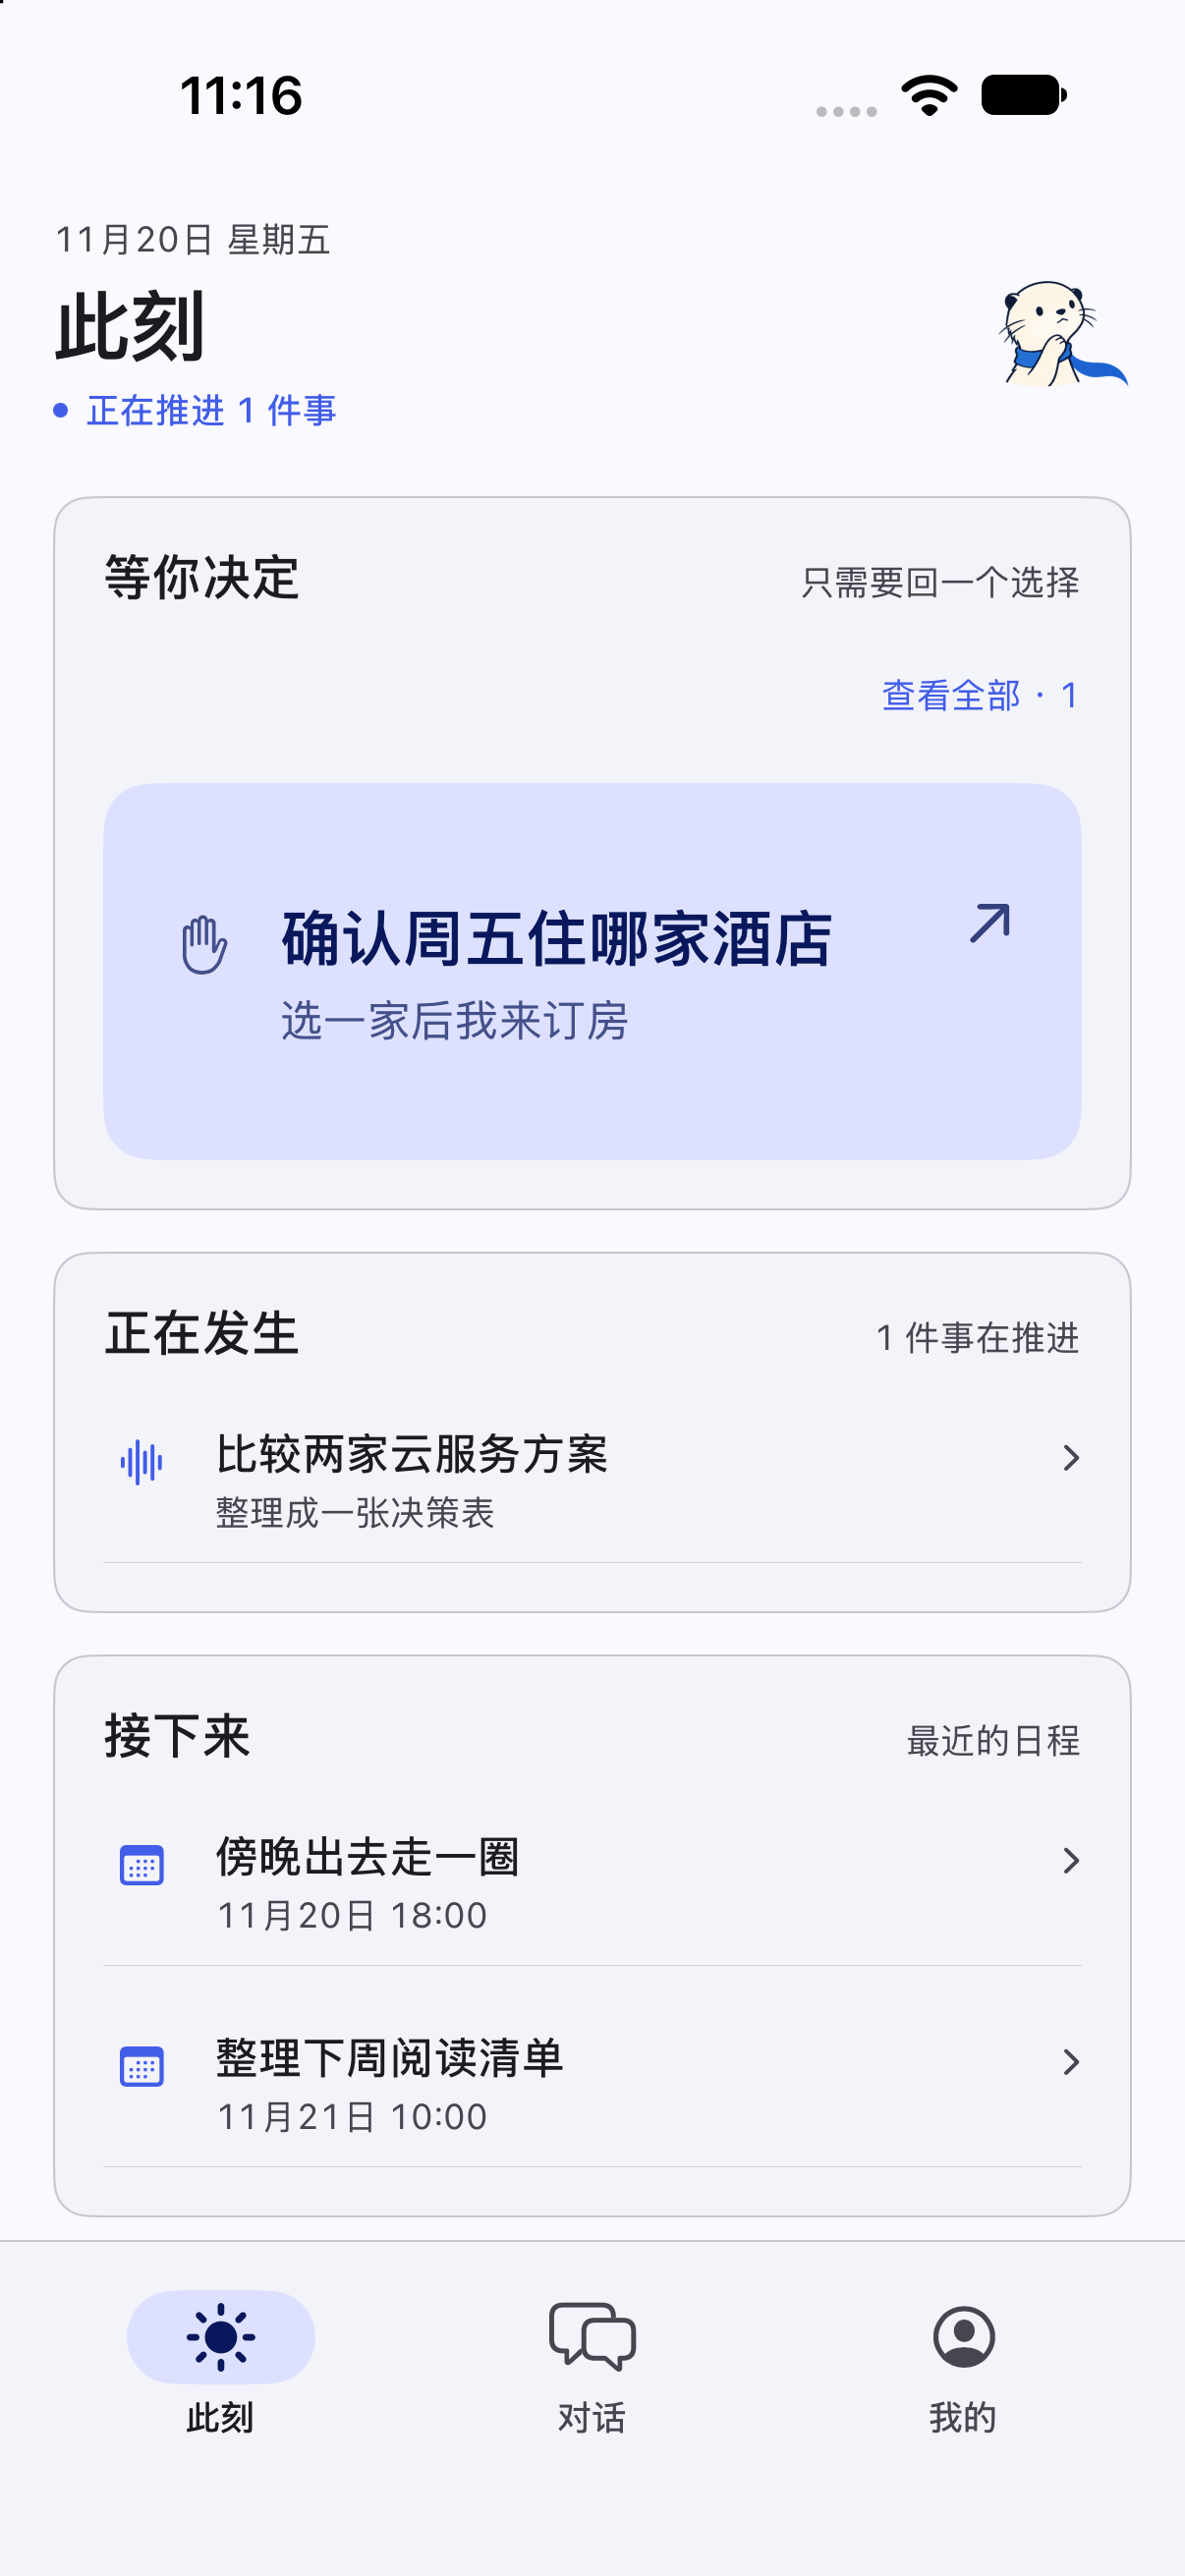 11:16
11月20日 星期五
此刻
正在推进 1 件事
等你决定
只需要回一个选择
查看全部 · 1
确认周五住哪家酒店
选一家后我来订房
正在发生
1 件事在推进
比较两家云服务方案
整理成一张决策表
接下来
最近的日程
傍晚出去走一圈
11月20日 18:00
整理下周阅读清单
11月21日 10:00
此刻
对话
我的